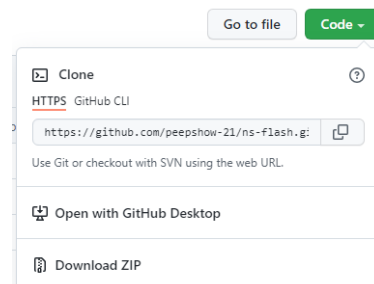 Go to file
Code
Clone
HTTPS GitHub CLI
https://github.com/peepshow-21/ns-flash.gi
Use Git or checkout with SVN using the web URL.
Open with GitHub Desktop
Download ZIP